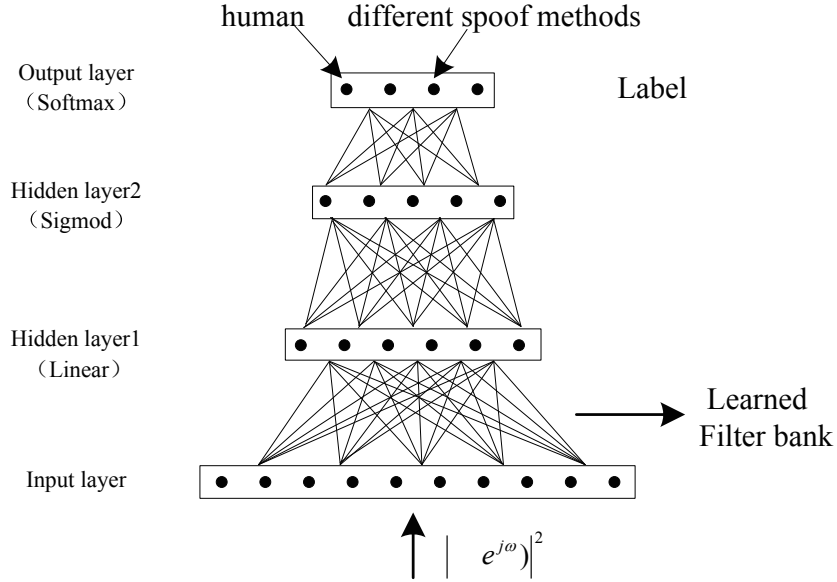 human different spoof methods
Output layer
（Softmax）
Label
Hidden layer2
（Sigmod）
Hidden layer1
（Linear）
Learned
Filter bank
Input layer
| e^{jω})|^2